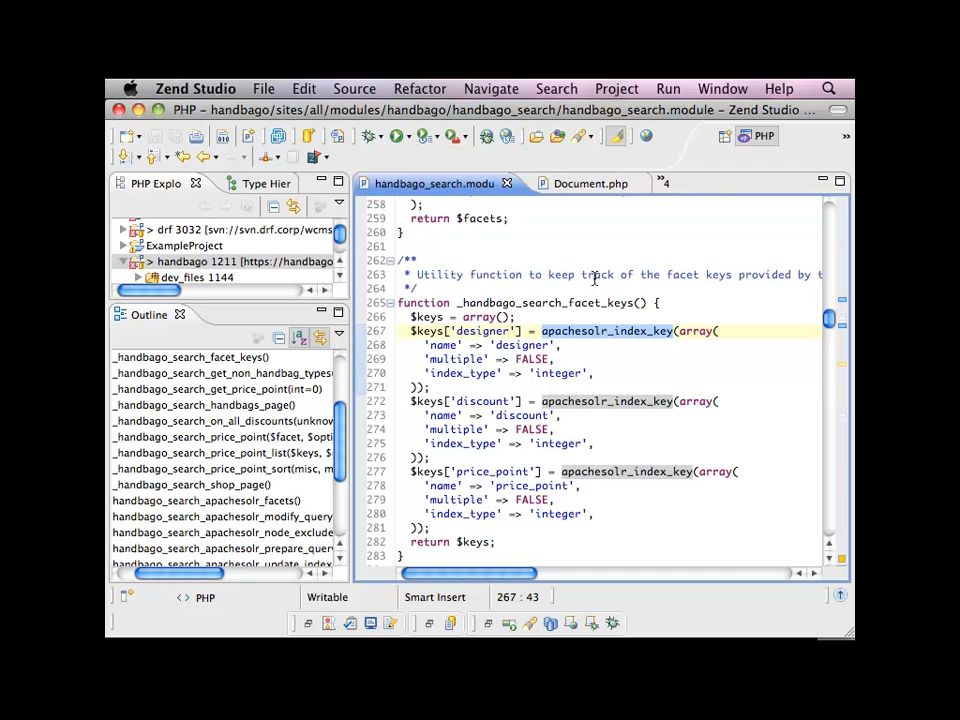 Zend Studio File Edit Source Refactor Navigate Search Project Run Window Help
PHP – handbago/sites/all/modules/handbago/handbago_search/handbago_search.module – Zend Studio ...
PHP
»
PHP Explo
Type Hier
> drf 3032 [svn://svn.drf.corp/wcms
ExampleProject
> handbago 1211 [https://handbago
dev_files 1144
Outline
_handbago_search_facet_keys()
_handbago_search_get_non_handbag_types
_handbago_search_get_price_point(int=0)
_handbago_search_handbags_page()
_handbago_search_on_all_discounts(unknow
_handbago_search_price_point($facet, $opti
_handbago_search_price_point_list($keys, $
_handbago_search_price_point_sort(misc, m
_handbago_search_shop_page()
handbago_search_apachesolr_facets()
handbago_search_apachesolr_modify_query
handbago_search_apachesolr_node_exclude
handbago_search_apachesolr_prepare_quer
handbago_search_apachesolr_update_index
handbago_search.modu
Document.php
»4
258 );
259 return $facets;
260 }
261
262 /**
263 * Utility function to keep track of the facet keys provided by t
264 */
265 function _handbago_search_facet_keys() {
266 $keys = array();
267 $keys['designer'] = apachesolr_index_key(array(
268 'name' => 'designer',
269 'multiple' => FALSE,
270 'index_type' => 'integer',
271 ));
272 $keys['discount'] = apachesolr_index_key(array(
273 'name' => 'discount',
274 'multiple' => FALSE,
275 'index_type' => 'integer',
276 ));
277 $keys['price_point'] = apachesolr_index_key(array(
278 'name' => 'price_point',
279 'multiple' => FALSE,
280 'index_type' => 'integer',
281 ));
282 return $keys;
283 }
<> PHP
Writable
Smart Insert
267 : 43